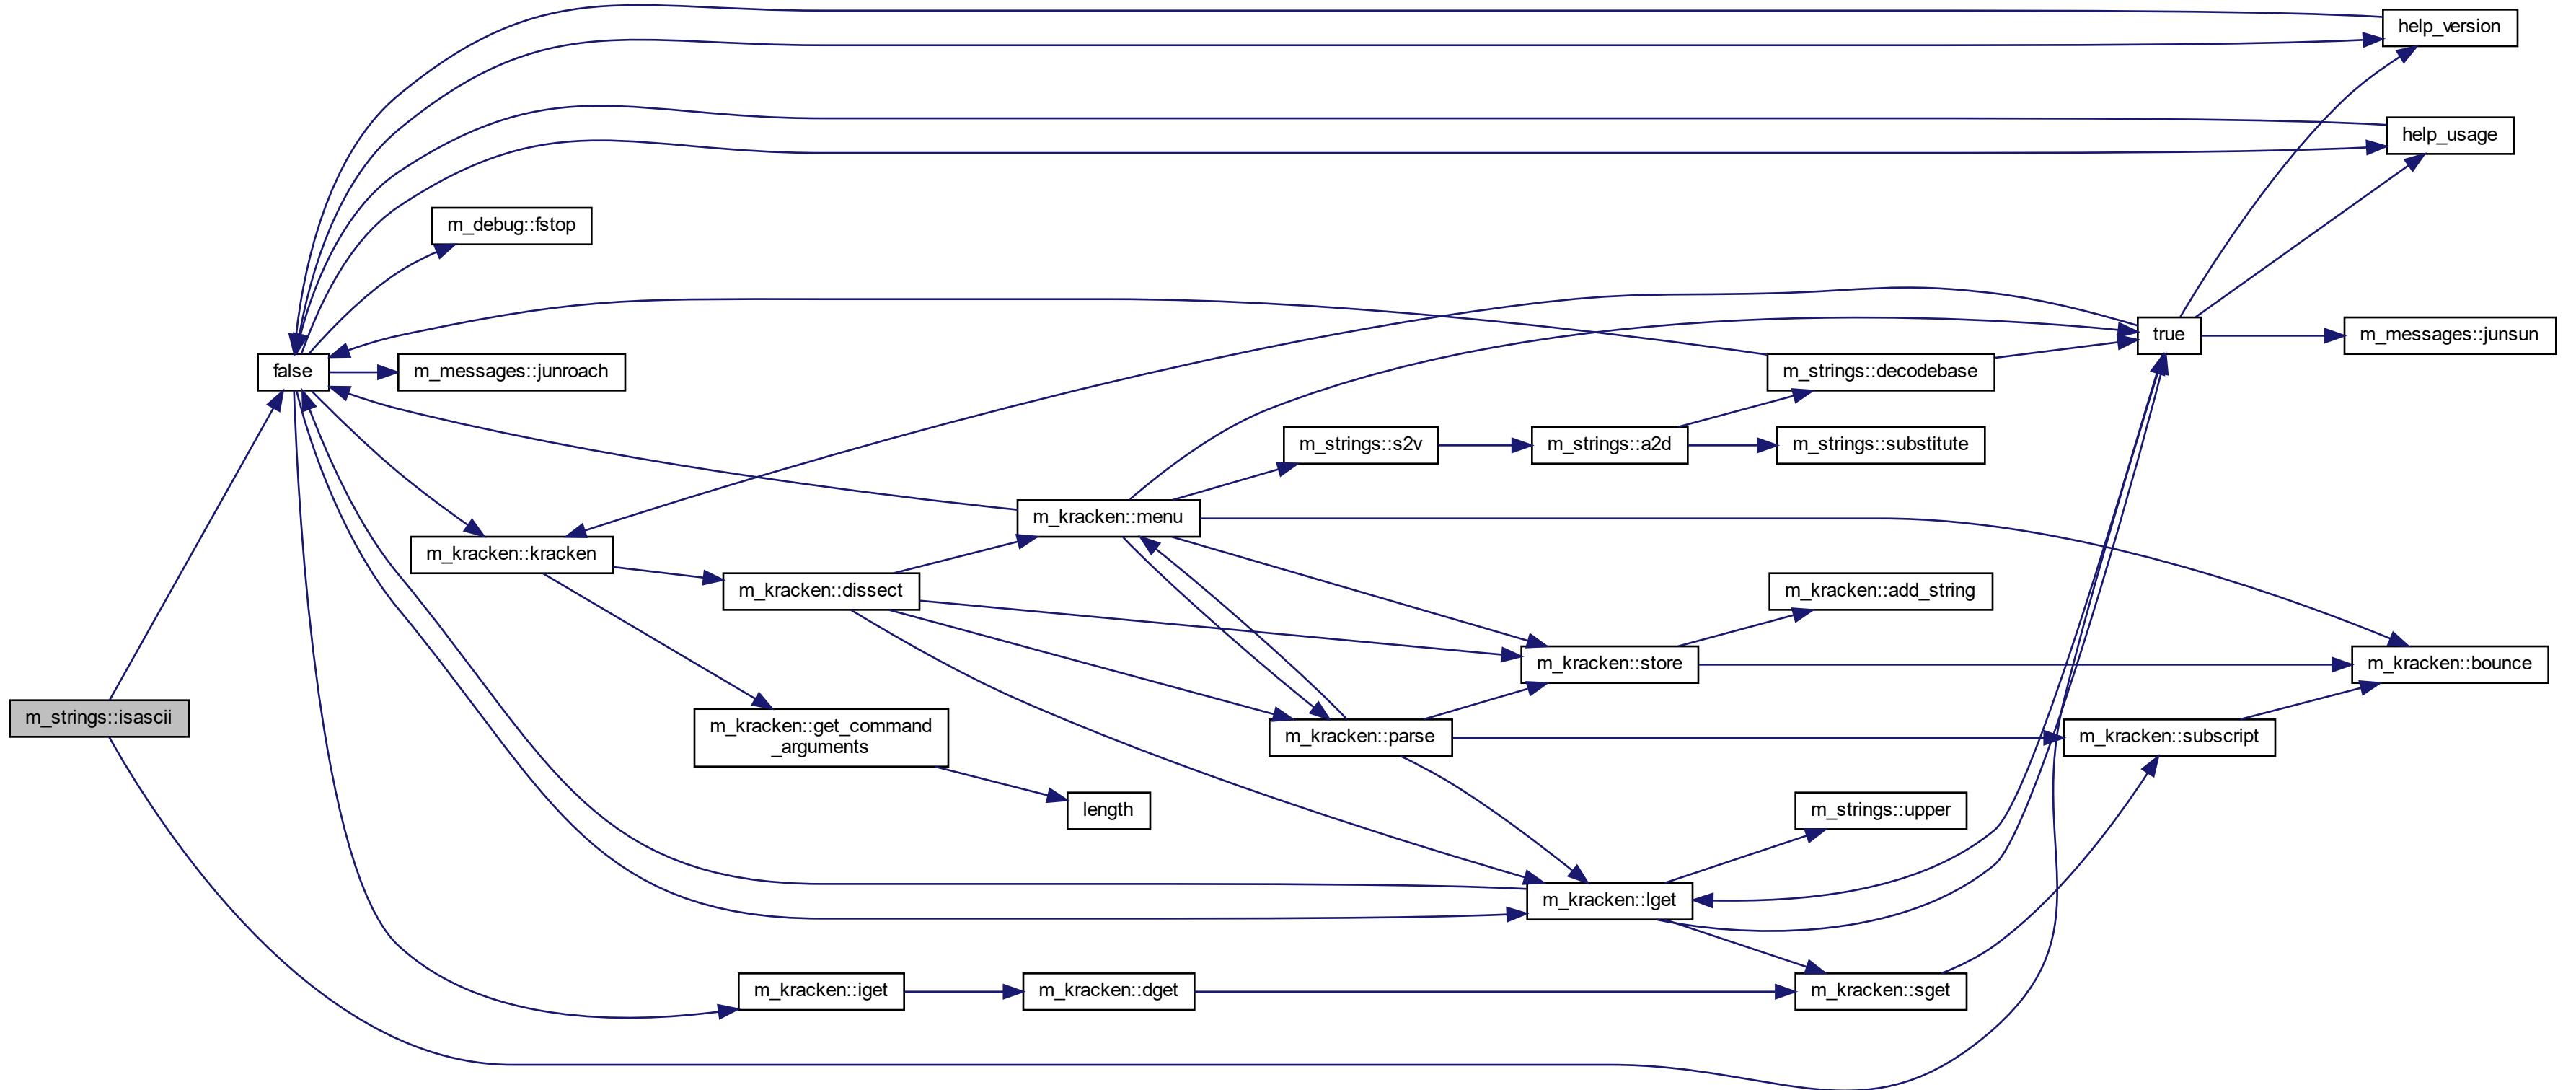 help_version
help_usage
m_debug::fstop
true
m_messages::junsun
false
m_messages::junroach
m_strings::decodebase
m_strings::s2v
m_strings::a2d
m_strings::substitute
m_kracken::menu
m_kracken::kracken
m_kracken::dissect
m_kracken::add_string
m_kracken::store
m_kracken::bounce
m_strings::isascii
m_kracken::get_command
_arguments
m_kracken::parse
m_kracken::subscript
length
m_strings::upper
m_kracken::lget
m_kracken::iget
m_kracken::dget
m_kracken::sget